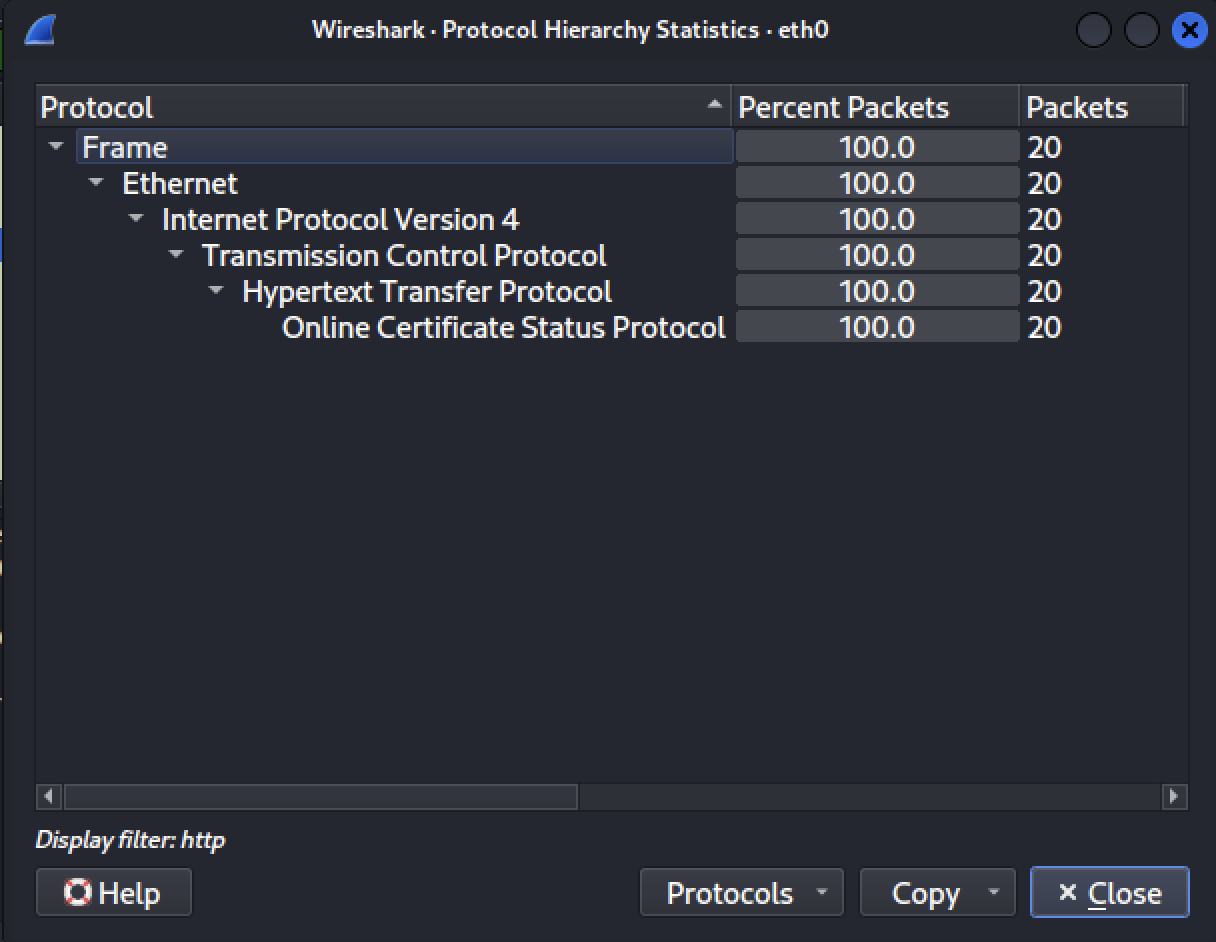 Wireshark · Protocol Hierarchy Statistics · eth0
Protocol Percent Packets Packets
Frame 100.0 20
Ethernet 100.0 20
Internet Protocol Version 4 100.0 20
Transmission Control Protocol 100.0 20
Hypertext Transfer Protocol 100.0 20
Online Certificate Status Protocol 100.0 20
Display filter: http
Help Protocols Copy Close